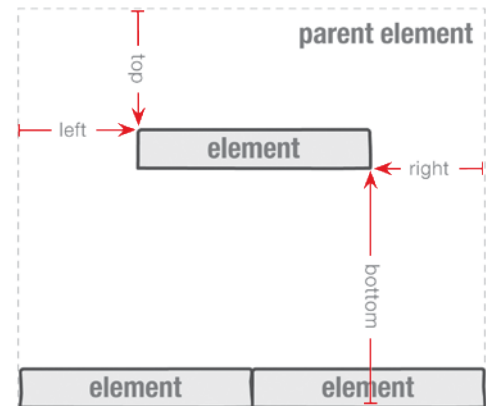 parent element
top
left
element
right
bottom
element
element